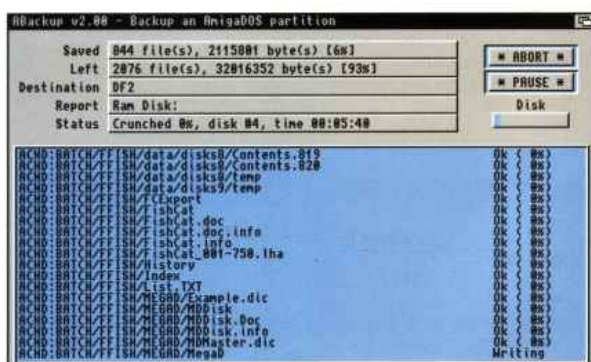 ABackup v2.00 - Backup an AmigaDOS partition
Saved 844 file(s), 2115801 byte(s) [6%]
Left 2076 file(s), 32016352 byte(s) [93%]
Destination DF2
Report Ram Disk:
Status Crunched 0%, disk #04, time 00:05:40
* ABORT *
* PAUSE *
Disk
ACHD:BATCH/FFISH/data/disks8/Contents.819 Ok ( 0%)
ACHD:BATCH/FFISH/data/disks8/Contents.820 Ok ( 0%)
ACHD:BATCH/FFISH/data/disks8/temp Ok ( 0%)
ACHD:BATCH/FFISH/data/disks9/temp Ok ( 0%)
ACHD:BATCH/FFISH/FCExport Ok ( 0%)
ACHD:BATCH/FFISH/FishCat Ok ( 0%)
ACHD:BATCH/FFISH/FishCat.doc Ok ( 0%)
ACHD:BATCH/FFISH/FishCat.doc.info Ok ( 0%)
ACHD:BATCH/FFISH/FishCat.info Ok ( 0%)
ACHD:BATCH/FFISH/FishCat_001-750.lha Ok ( 0%)
ACHD:BATCH/FFISH/History Ok ( 0%)
ACHD:BATCH/FFISH/Index Ok ( 0%)
ACHD:BATCH/FFISH/List.TXT Ok ( 0%)
ACHD:BATCH/FFISH/MEGAD/Example.dic Ok ( 0%)
ACHD:BATCH/FFISH/MEGAD/MDDisk Ok ( 0%)
ACHD:BATCH/FFISH/MEGAD/MDDisk.Doc Ok ( 0%)
ACHD:BATCH/FFISH/MEGAD/MDDisk.info Ok ( 0%)
ACHD:BATCH/FFISH/MEGAD/MDMaster.dic Ok ( 0%)
ACHD:BATCH/FFISH/MEGAD/MegaD Writing